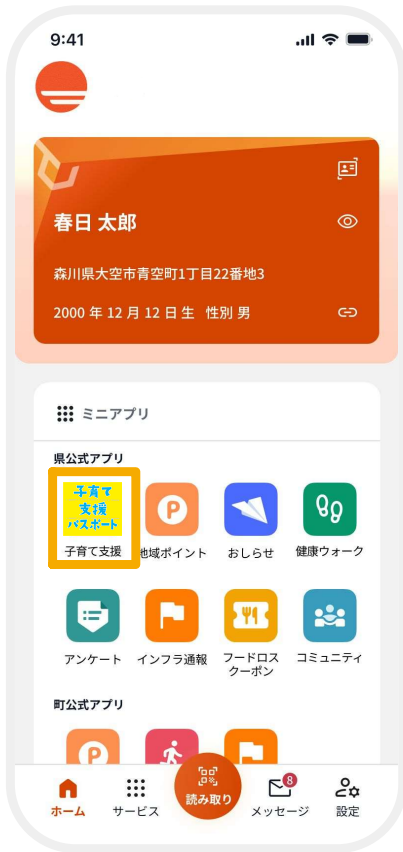 9:41
春日 太郎
森川県大空市青空町1丁目22番地3
2000 年 12 月 12 日 生 性別 男
ミニアプリ
県公式アプリ
子育て
支援
パスポート
子育て支援
地域ポイント
おしらせ
健康ウォーク
アンケート
インフラ通報
フードロス
クーポン
コミュニティ
町公式アプリ
ホーム
サービス
読み取り
8
メッセージ
設定